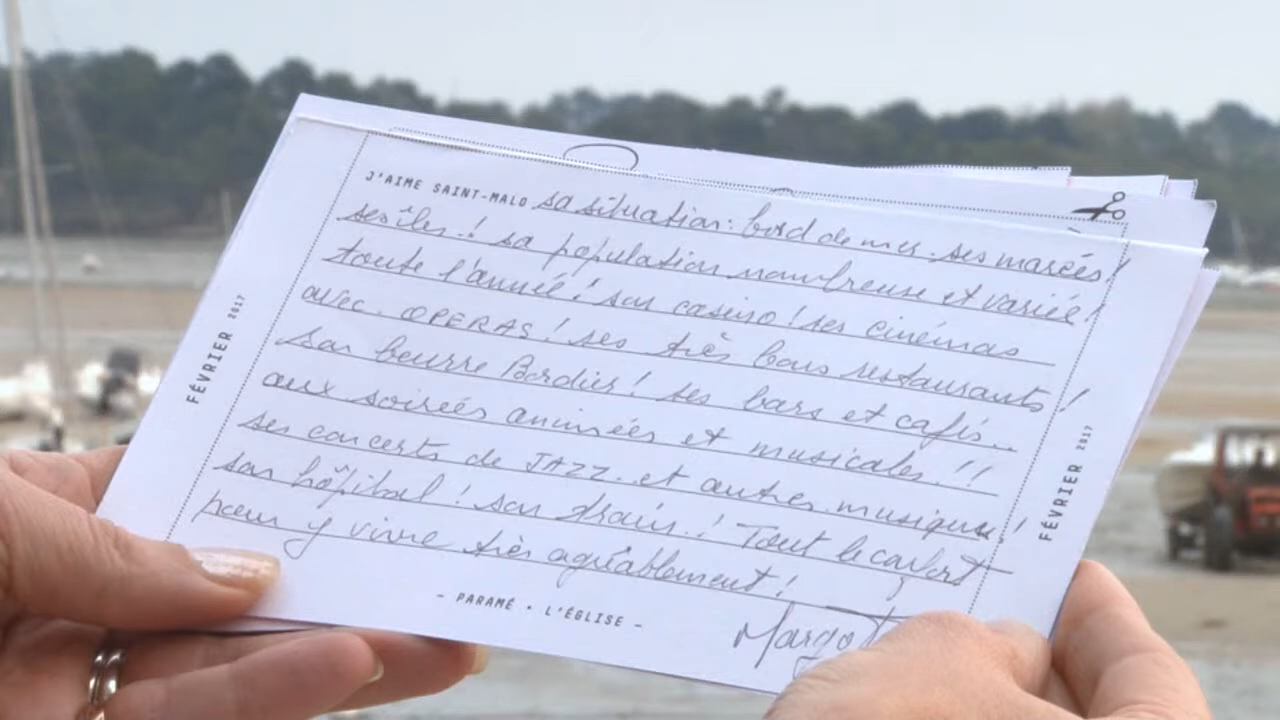 J'AIME SAINT-MALO sa situation: bord de mer. ses marées!
ses îles! sa population nombreuse et variée!
toute l'année! son casino! ses cinémas
avec OPERAS! ses très bons restaurants!
son beurre Bordier! ses bars et cafés
aux soirées animées et musicales!!
ses concerts de JAZZ et autres musiques!
son hôpital! son train! Tout le confort
pour y vivre très agréablement!
Margot
- PARAMÉ • L'ÉGLISE -
FÉVRIER 2017
FÉVRIER 2017